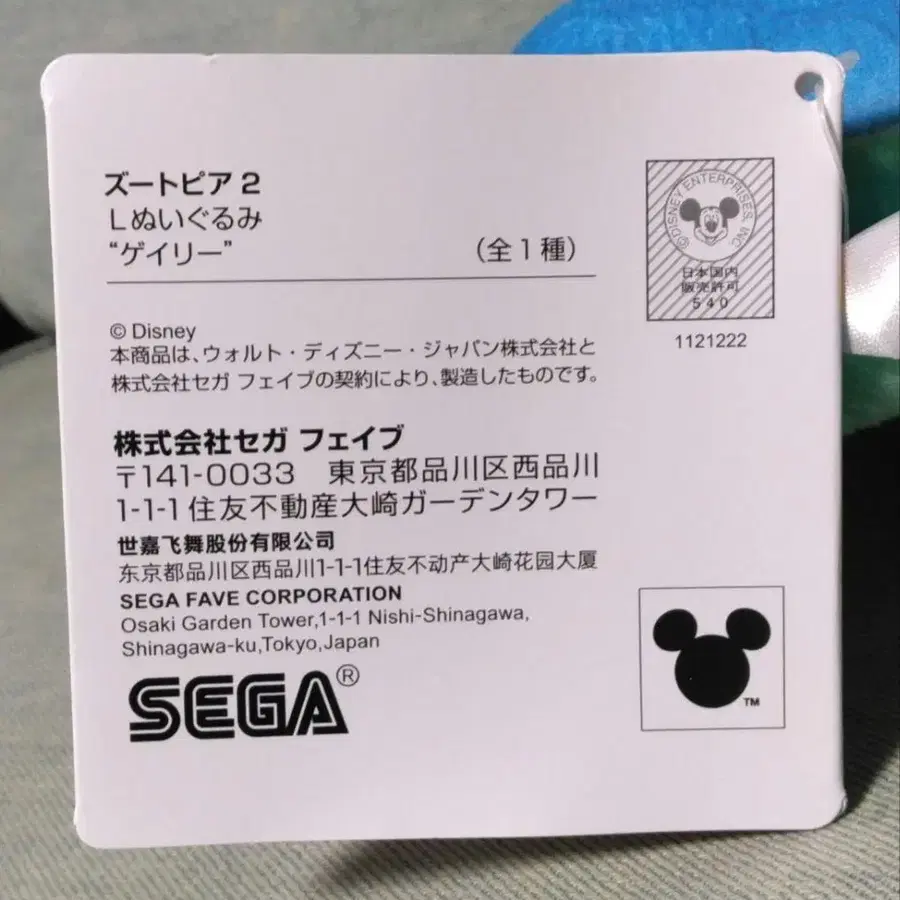 ズートピア2
Lぬいぐるみ
“ゲイリー”
（全1種）
©DISNEY ENTERPRISES, INC
日本国内
販売許可
540
1121222
© Disney
本商品は、ウォルト・ディズニー・ジャパン株式会社と
株式会社セガ フェイブの契約により、製造したものです。
株式会社セガ フェイブ
〒141-0033 東京都品川区西品川
1-1-1 住友不動産大崎ガーデンタワー
世嘉飞舞股份有限公司
东京都品川区西品川1-1-1住友不动产大崎花园大厦
SEGA FAVE CORPORATION
Osaki Garden Tower,1-1-1 Nishi-Shinagawa,
Shinagawa-ku,Tokyo,Japan
SEGA®
TM